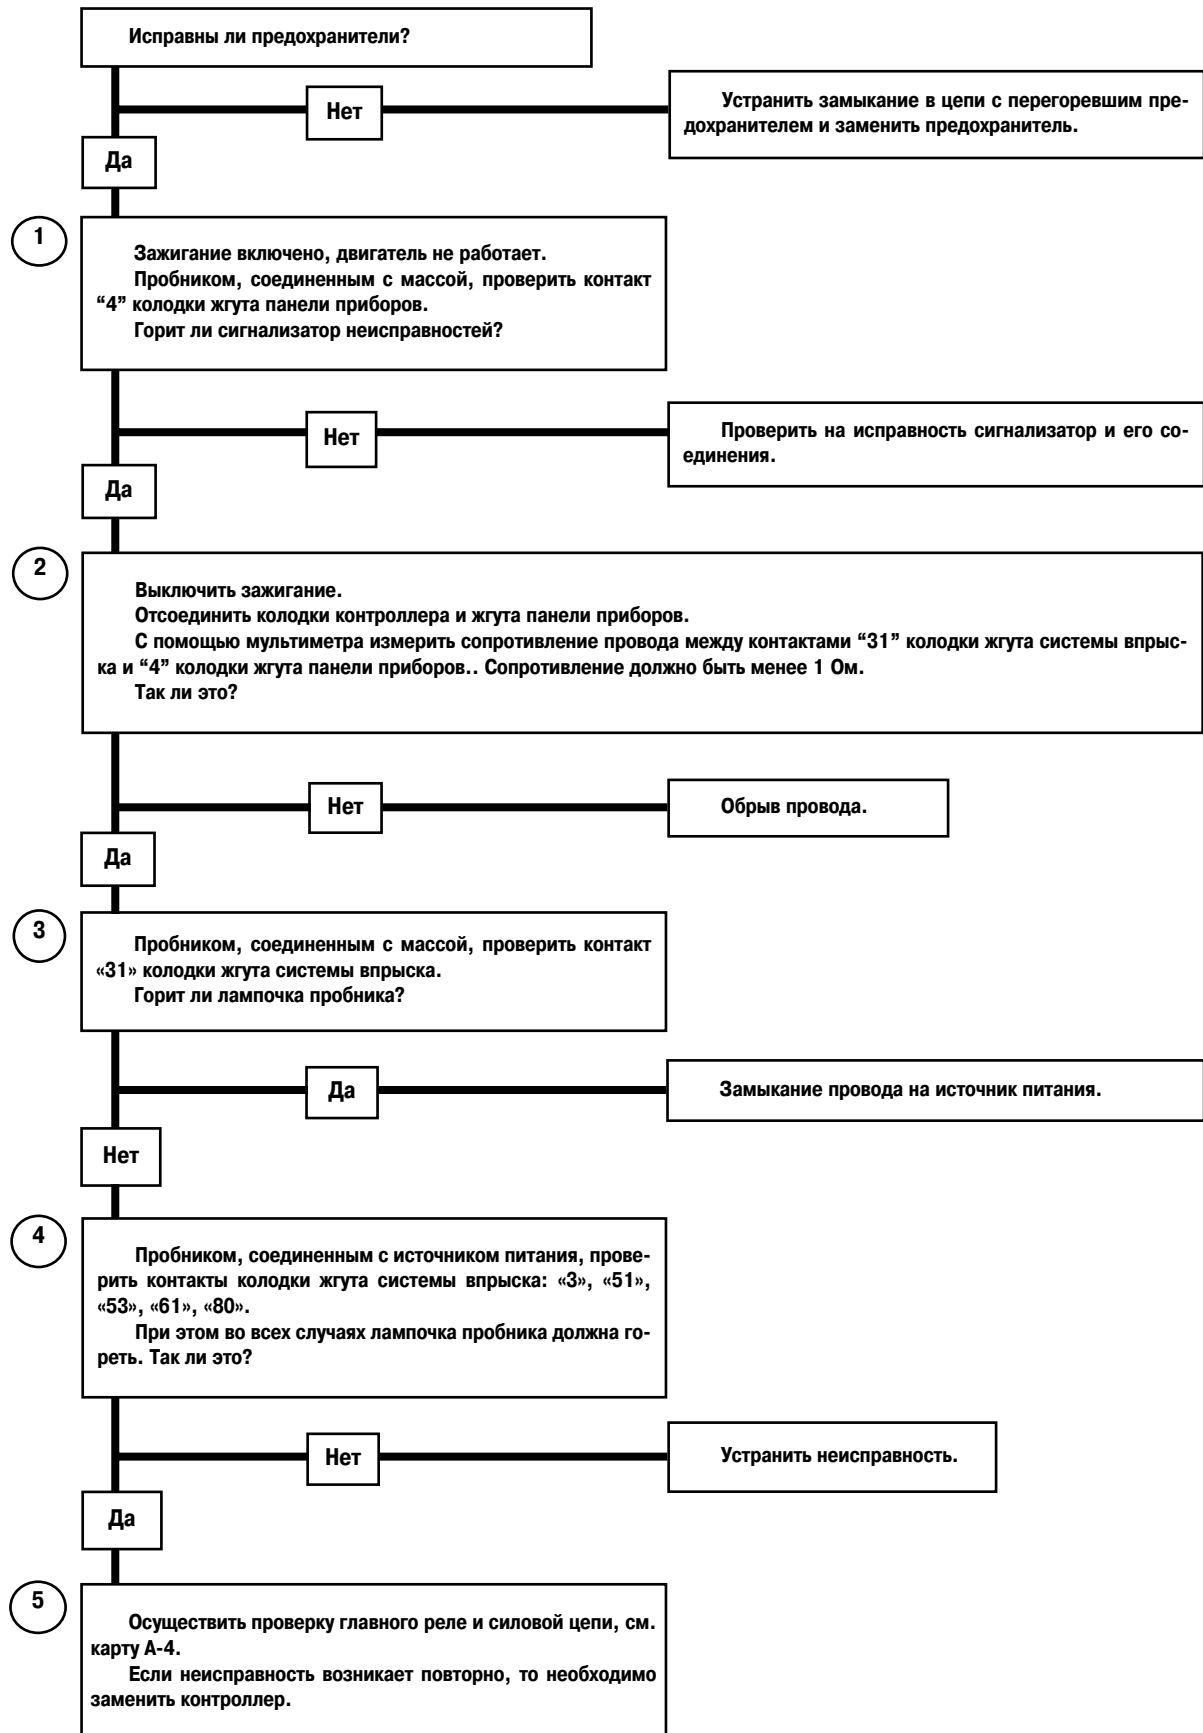 Исправны ли предохранители?
Нет
Устранить замыкание в цепи с перегоревшим пре-
дохранителем и заменить предохранитель.
Да
1
Зажигание включено, двигатель не работает.
Пробником, соединенным с массой, проверить контакт
“4” колодки жгута панели приборов.
Горит ли сигнализатор неисправностей?
Нет
Проверить на исправность сигнализатор и его со-
единения.
Да
2
Выключить зажигание.
Отсоединить колодки контроллера и жгута панели приборов.
С помощью мультиметра измерить сопротивление провода между контактами “31” колодки жгута системы впрыс-
ка и “4” колодки жгута панели приборов.. Сопротивление должно быть менее 1 Ом.
Так ли это?
Нет
Обрыв провода.
Да
3
Пробником, соединенным с массой, проверить контакт
«31» колодки жгута системы впрыска.
Горит ли лампочка пробника?
Да
Замыкание провода на источник питания.
Нет
4
Пробником, соединенным с источником питания, прове-
рить контакты колодки жгута системы впрыска: «3», «51»,
«53», «61», «80».
При этом во всех случаях лампочка пробника должна го-
реть. Так ли это?
Нет
Устранить неисправность.
Да
5
Осуществить проверку главного реле и силовой цепи, см.
карту А-4.
Если неисправность возникает повторно, то необходимо
заменить контроллер.